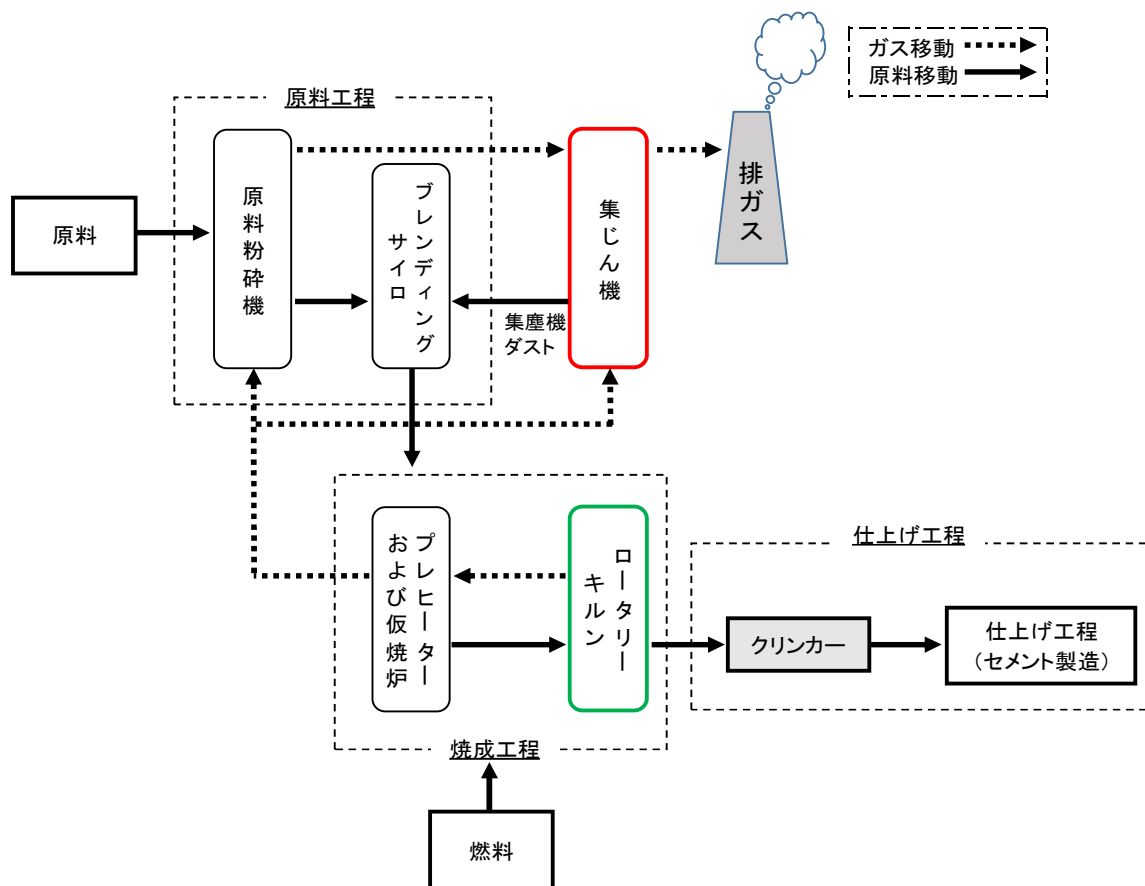 ガス移動
原料移動
原料工程
原料
原料粉砕機
ブレンディング
サイロ
集じん機
排ガス
集塵機
ダスト
プレヒーター
および仮焼炉
ロータリー
キルン
仕上げ工程
クリンカー
仕上げ工程
（セメント製造）
焼成工程
燃料